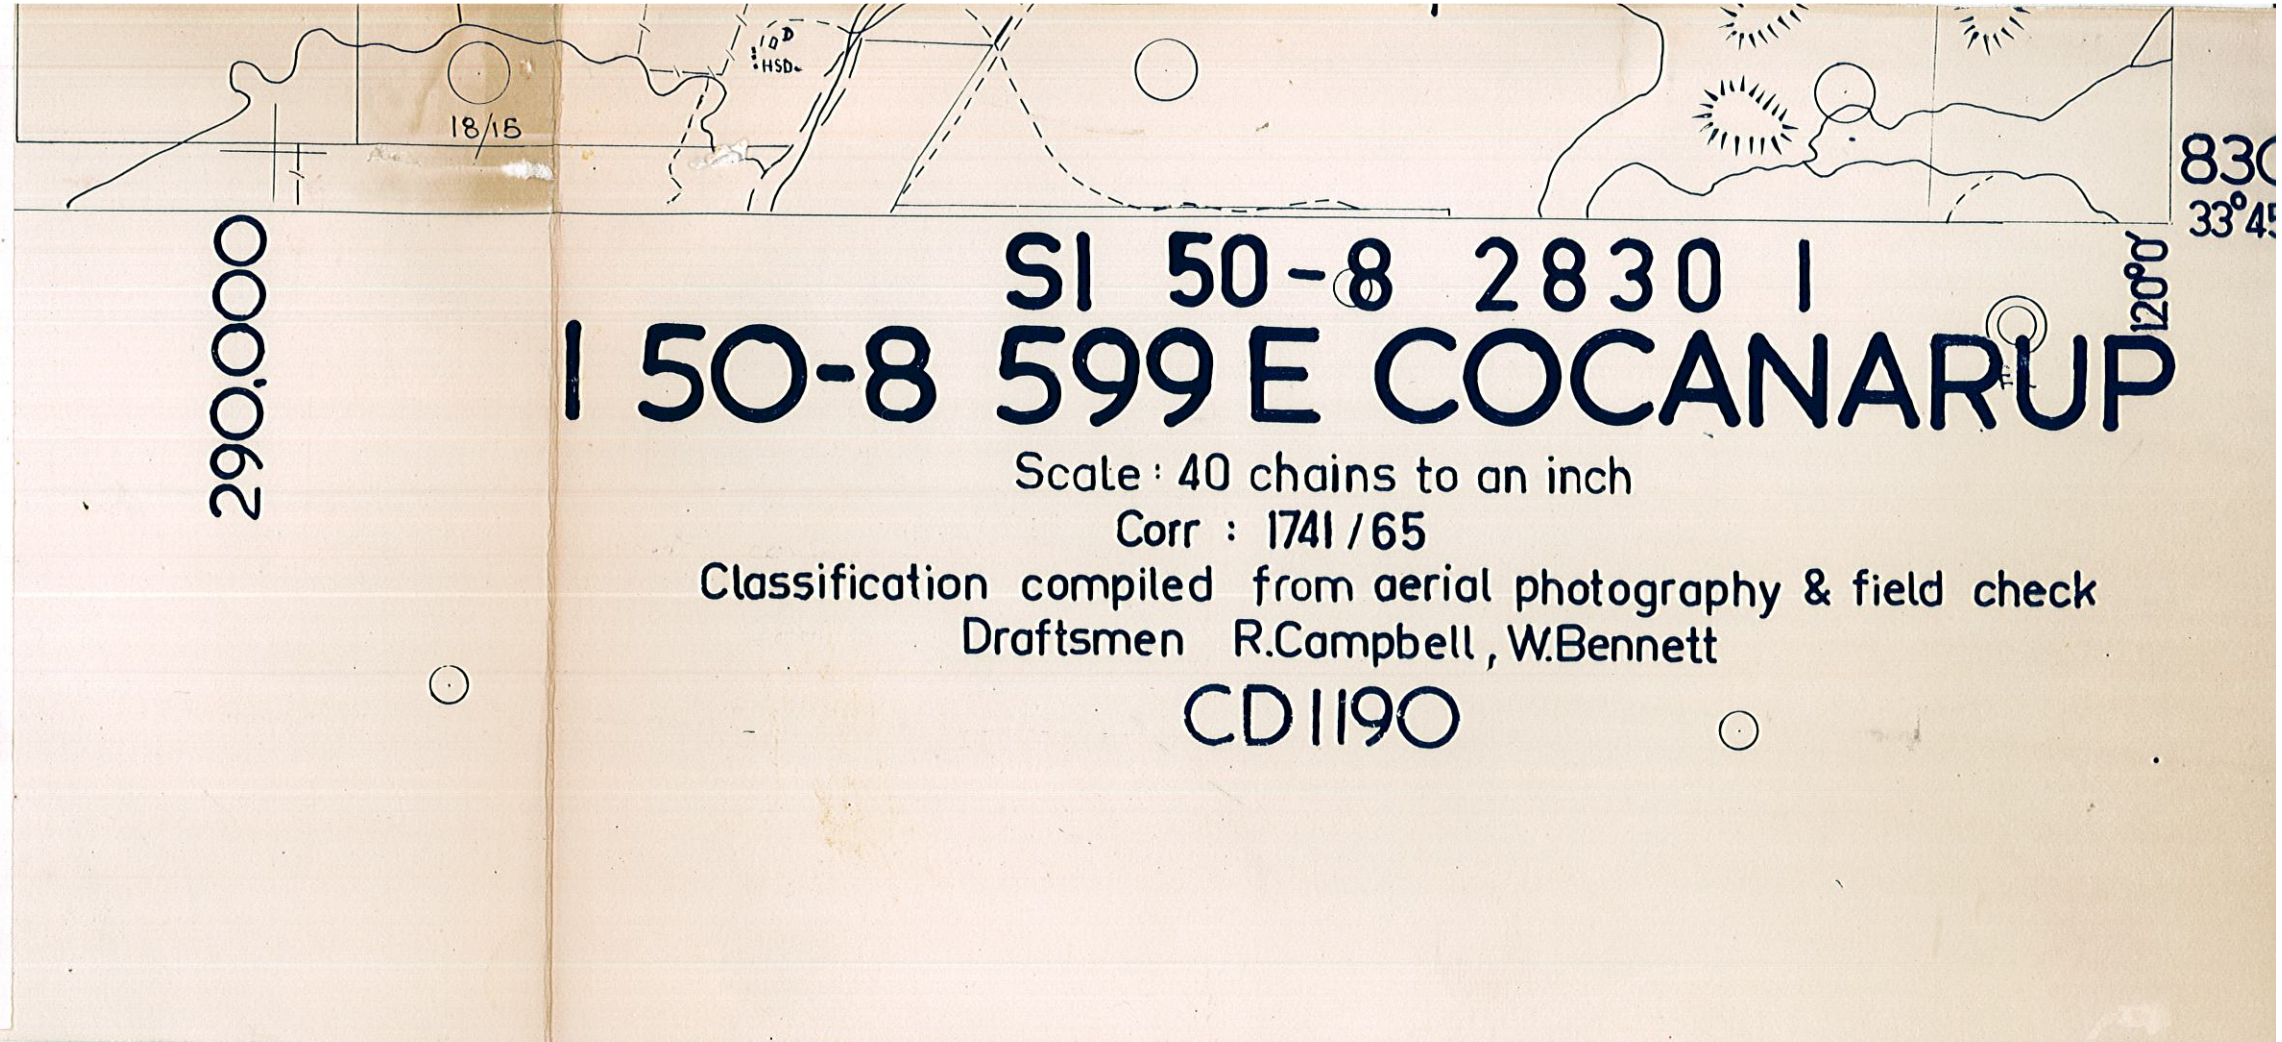 10D
HSD
18/15
830
33°45
290.000
120°0'
SI 50-8 2830 I
I 50-8 599 E COCANARUP
Scale : 40 chains to an inch
Corr : 1741/65
Classification compiled from aerial photography & field check
Draftsmen R.Campbell, W.Bennett
CD1190